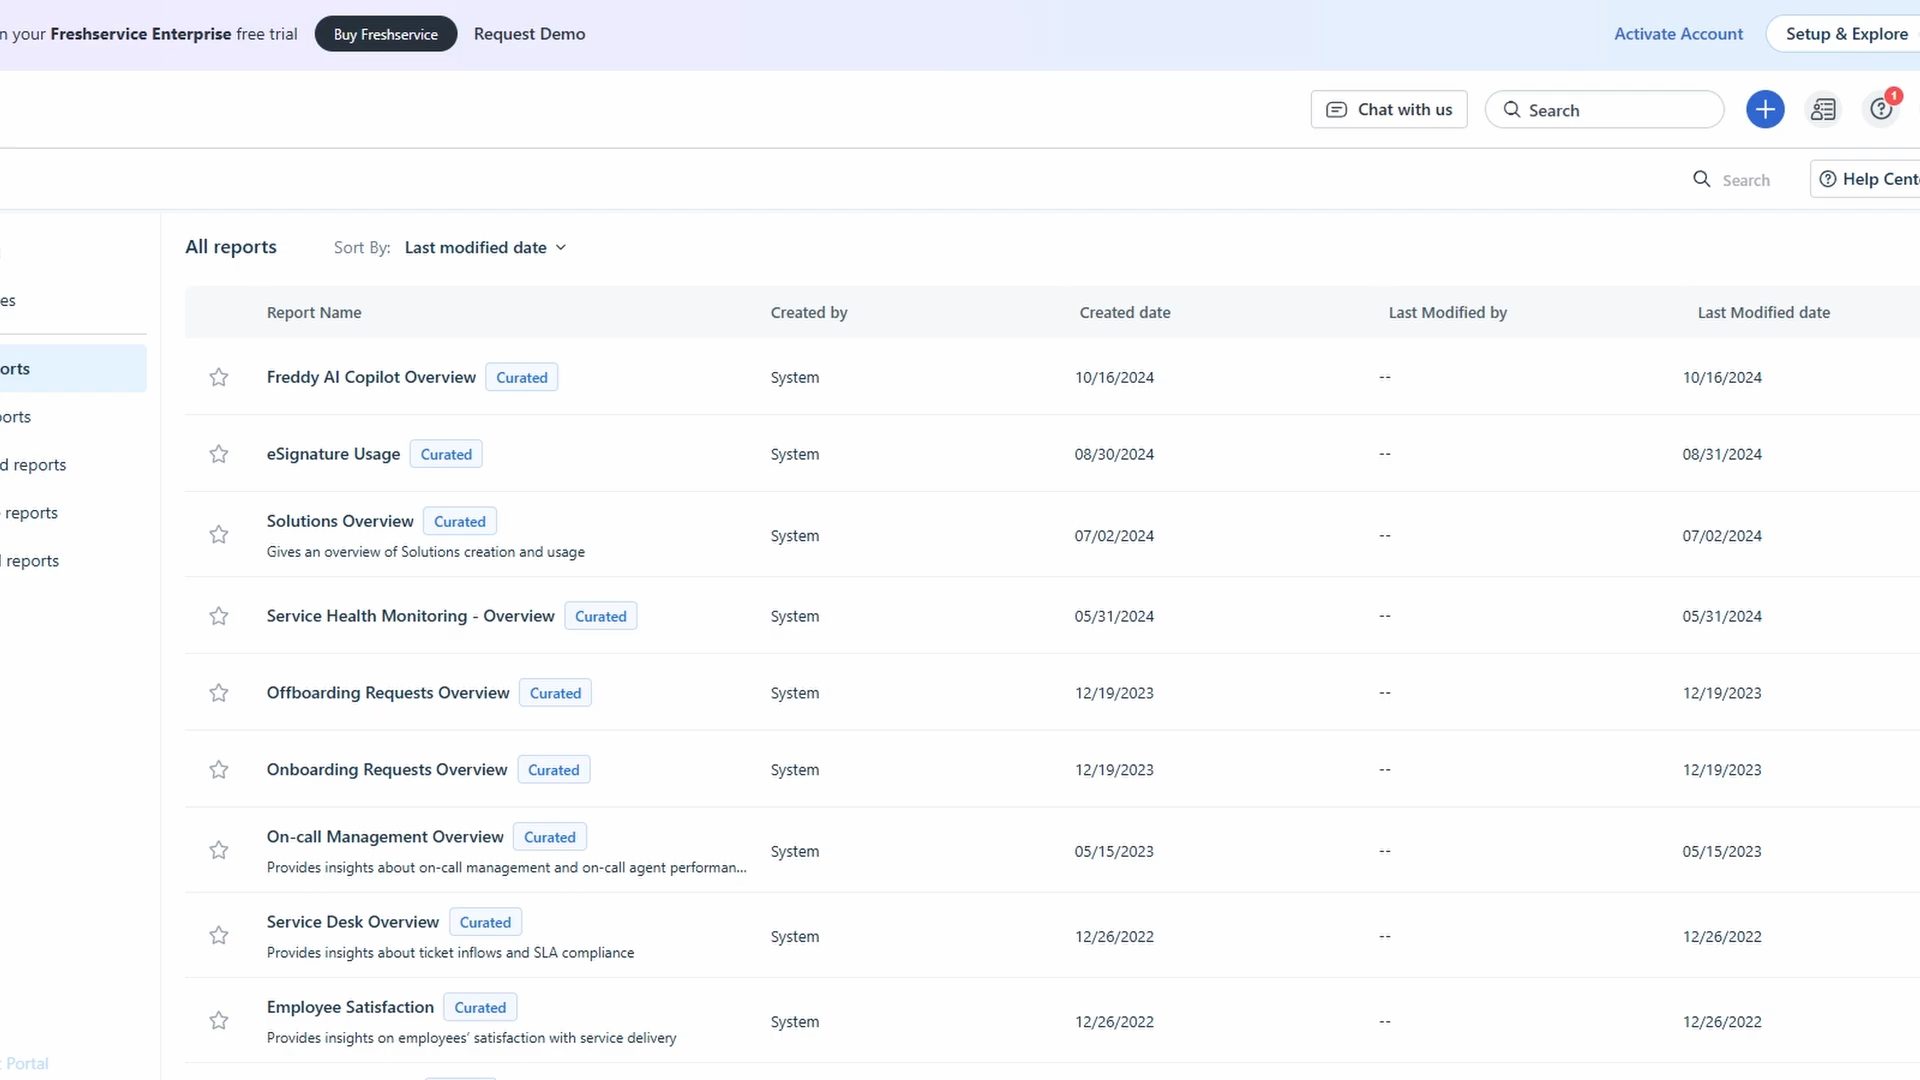 n your Freshservice Enterprise free trial Buy Freshservice Request Demo Activate Account Setup & Explore
Chat with us Search 1
Search Help Cent
All reports Sort By: Last modified date
es
orts
ports
d reports
reports
l reports
Portal
Report Name Created by Created date Last Modified by Last Modified date
Freddy AI Copilot Overview Curated System 10/16/2024 -- 10/16/2024
eSignature Usage Curated System 08/30/2024 -- 08/31/2024
Solutions Overview Curated System 07/02/2024 -- 07/02/2024
Gives an overview of Solutions creation and usage
Service Health Monitoring - Overview Curated System 05/31/2024 -- 05/31/2024
Offboarding Requests Overview Curated System 12/19/2023 -- 12/19/2023
Onboarding Requests Overview Curated System 12/19/2023 -- 12/19/2023
On-call Management Overview Curated System 05/15/2023 -- 05/15/2023
Provides insights about on-call management and on-call agent performan...
Service Desk Overview Curated System 12/26/2022 -- 12/26/2022
Provides insights about ticket inflows and SLA compliance
Employee Satisfaction Curated System 12/26/2022 -- 12/26/2022
Provides insights on employees’ satisfaction with service delivery